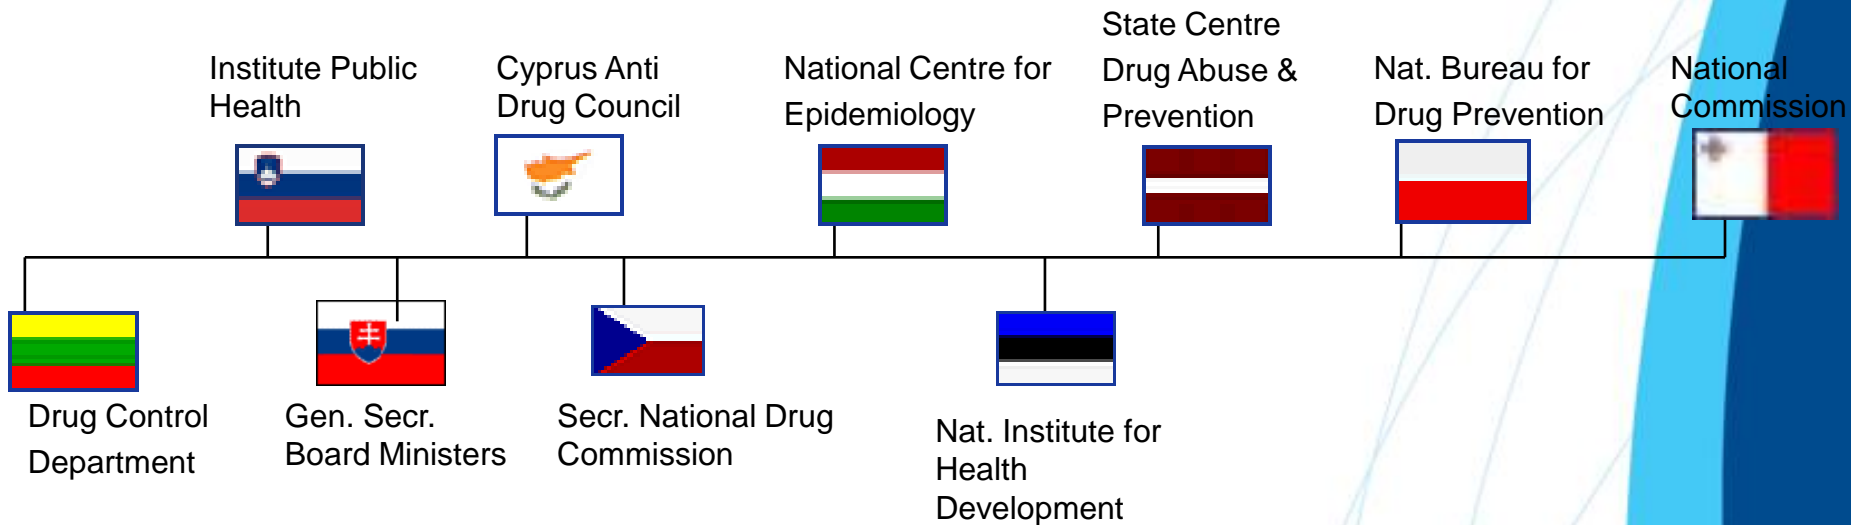 Institute Public
Health
Cyprus Anti
Drug Council
National Centre for
Epidemiology
State Centre
Drug Abuse &
Prevention
Nat. Bureau for
Drug Prevention
National
Commission
Drug Control
Department
Gen. Secr.
Board Ministers
Secr. National Drug
Commission
Nat. Institute for
Health
Development